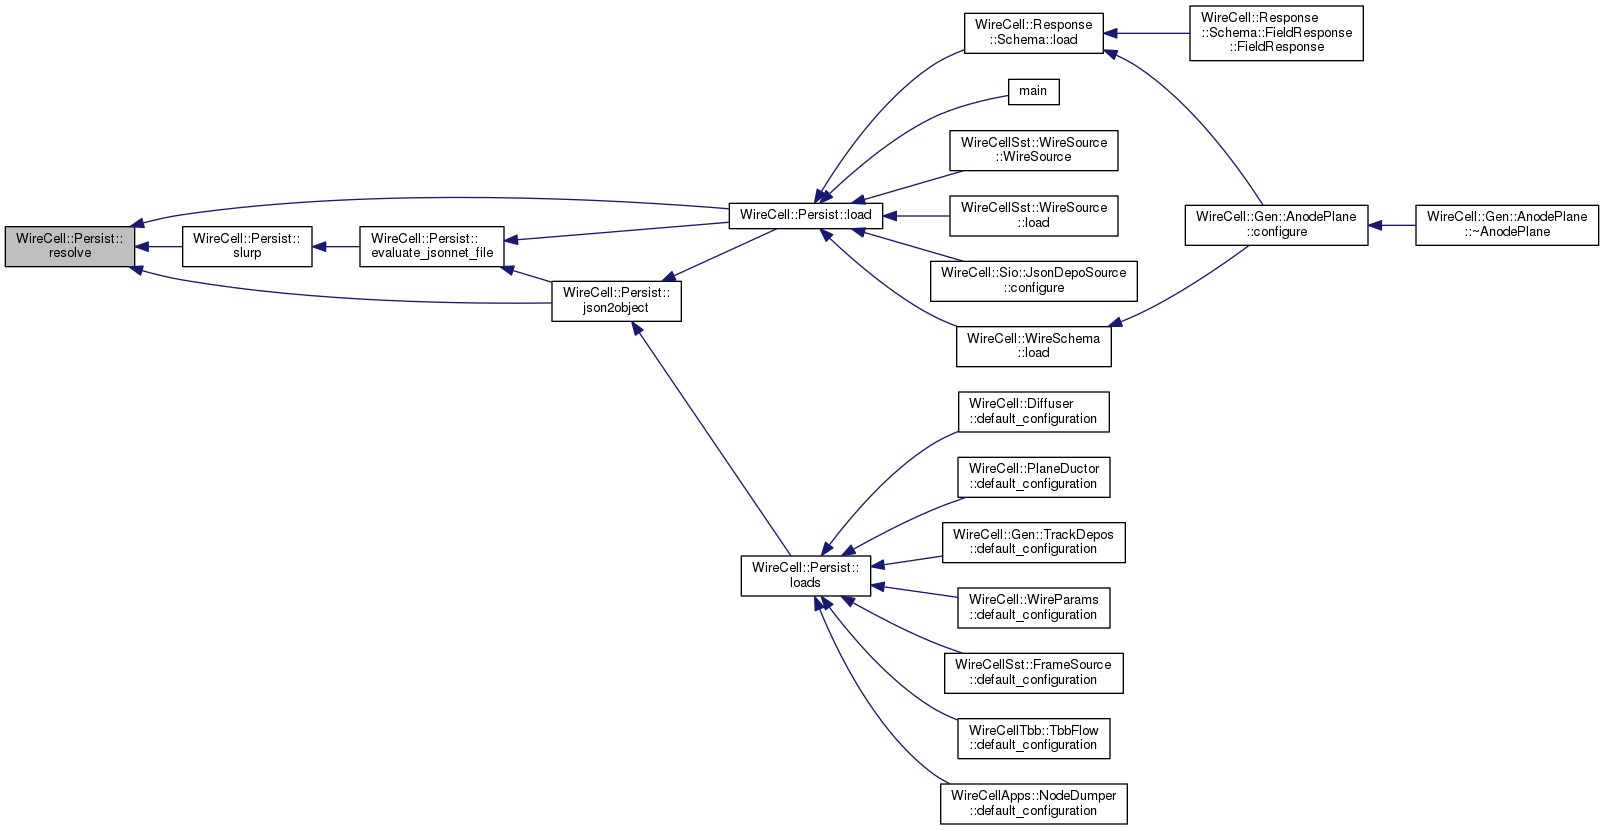 WireCell::Persist::
resolve
WireCell::Persist::
slurp
WireCell::Persist::
evaluate_jsonnet_file
WireCell::Persist::
json2object
WireCell::Persist::load
WireCell::Response
::Schema::load
WireCell::Response
::Schema::FieldResponse
::FieldResponse
main
WireCellSst::WireSource
::WireSource
WireCellSst::WireSource
::load
WireCell::Sio::JsonDepoSource
::configure
WireCell::WireSchema
::load
WireCell::Gen::AnodePlane
::configure
WireCell::Gen::AnodePlane
::~AnodePlane
WireCell::Persist::
loads
WireCell::Diffuser
::default_configuration
WireCell::PlaneDuctor
::default_configuration
WireCell::Gen::TrackDepos
::default_configuration
WireCell::WireParams
::default_configuration
WireCellSst::FrameSource
::default_configuration
WireCellTbb::TbbFlow
::default_configuration
WireCellApps::NodeDumper
::default_configuration